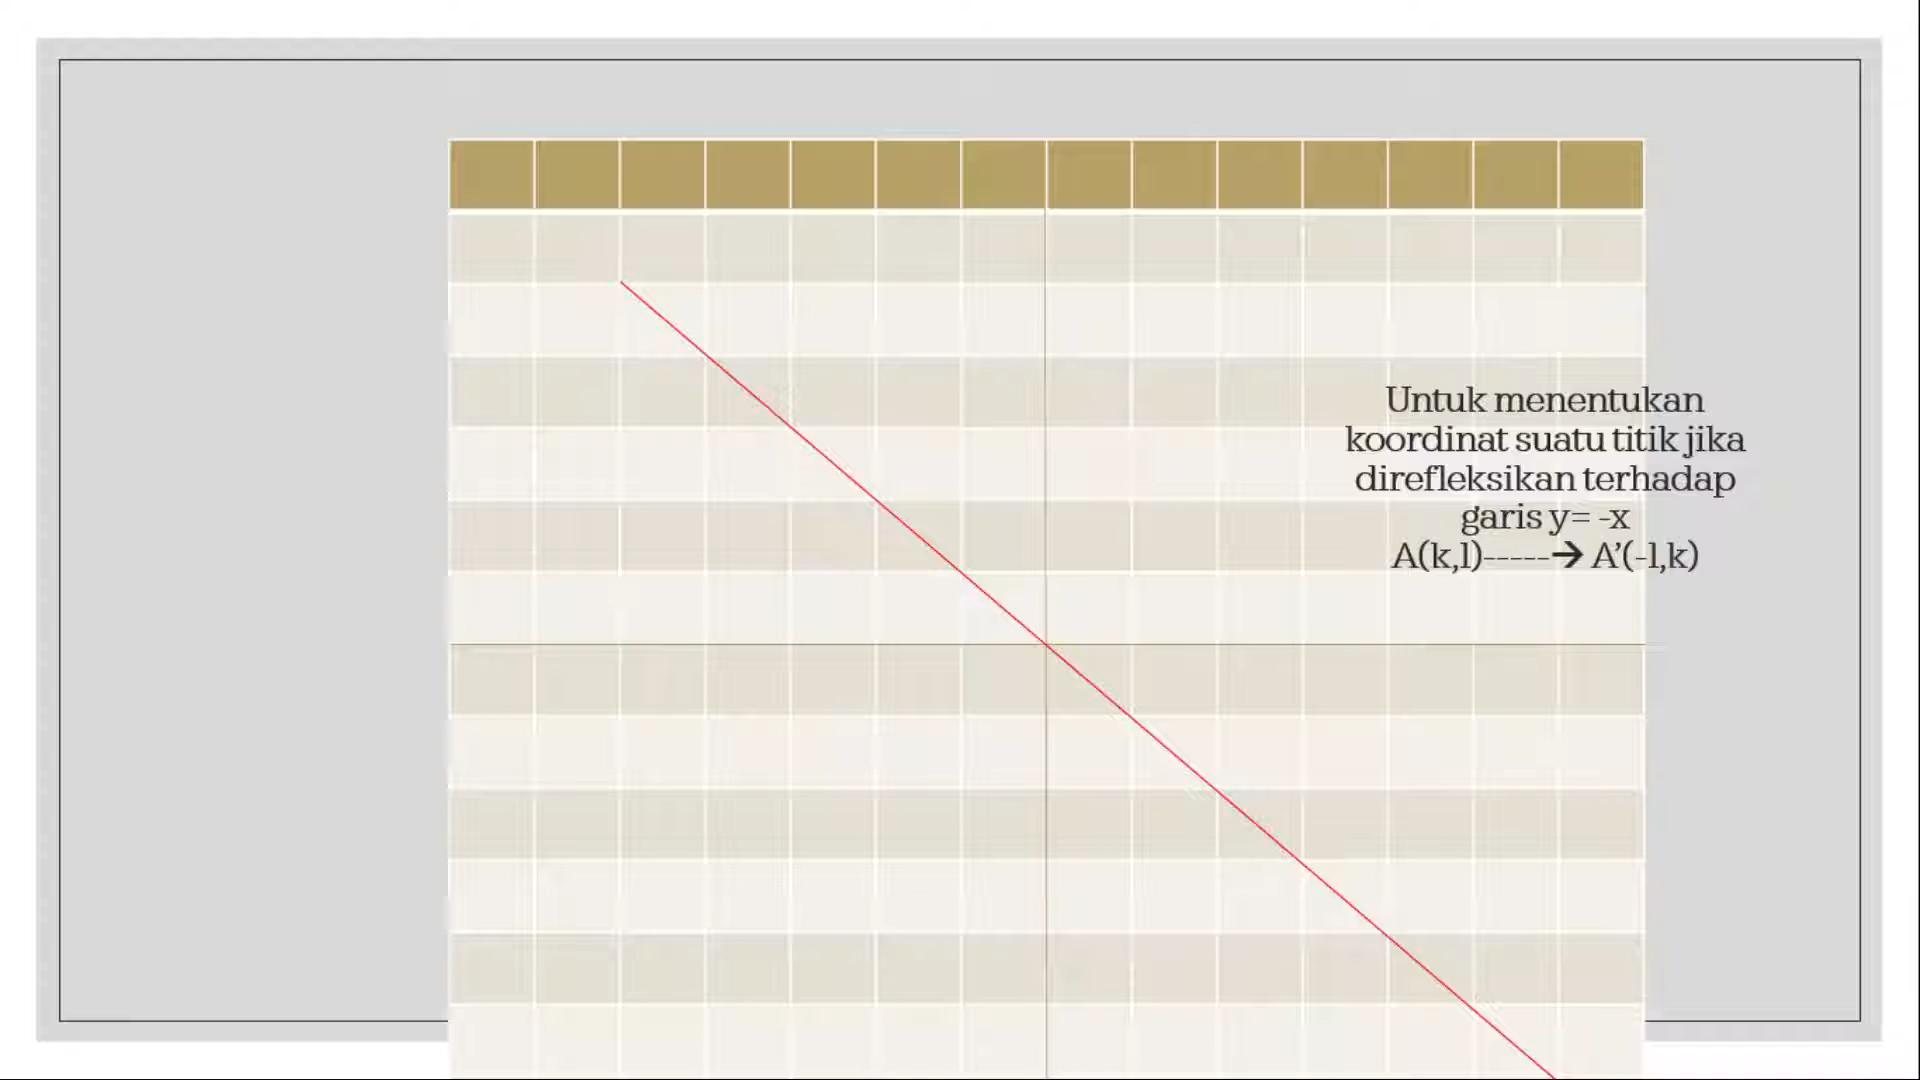 Untuk menentukan
koordinat suatu titik jika
direfleksikan terhadap
garis y= -x
A(k,l)-----→ A’(-l,k)